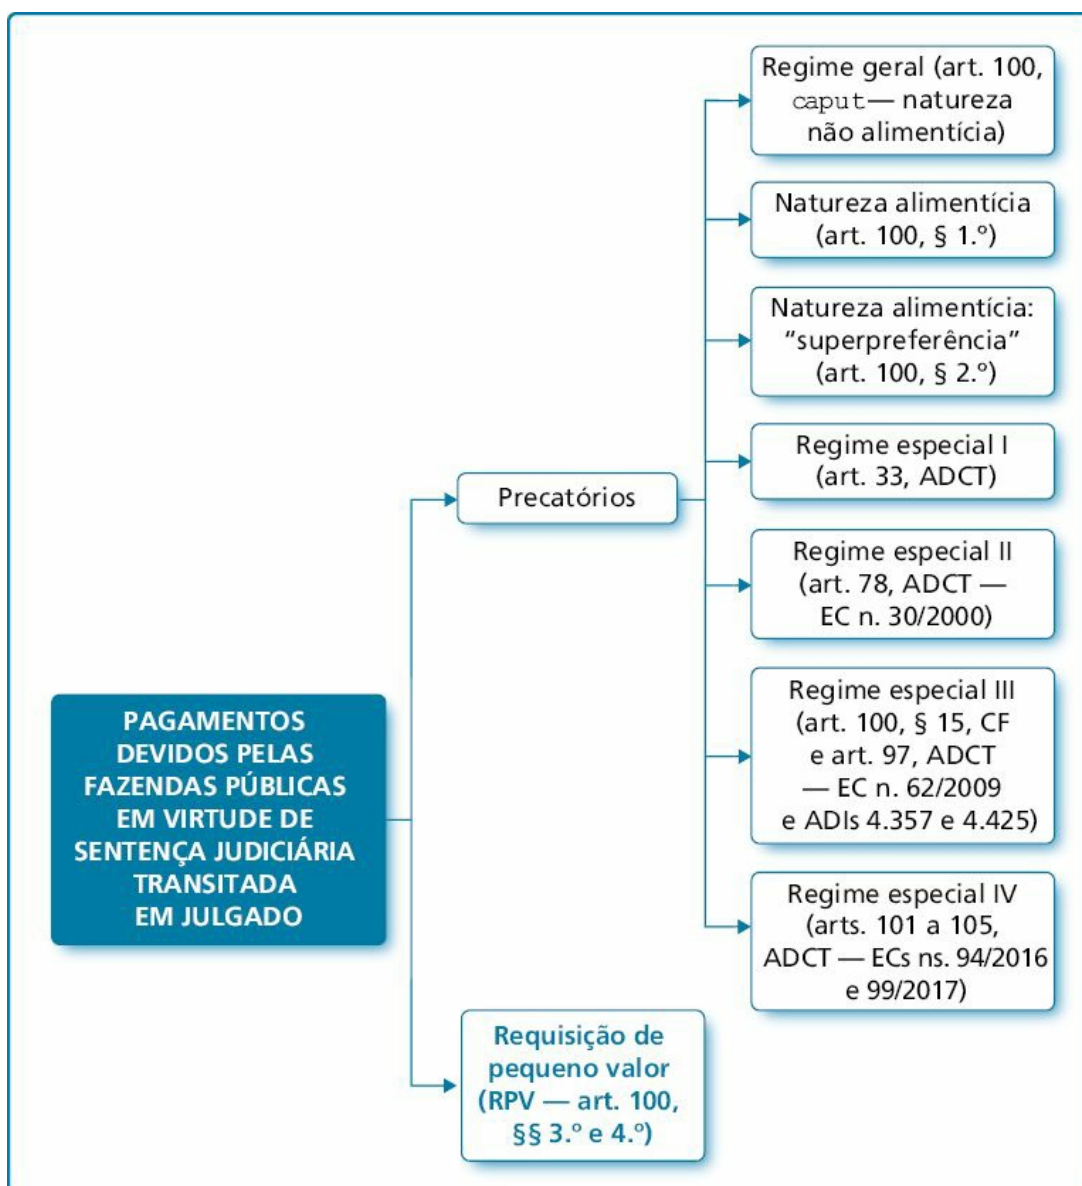 Regime geral (art. 100,
caput— natureza
não alimentícia)
Natureza alimentícia
(art. 100, § 1.º)
Natureza alimentícia:
“superpreferência”
(art. 100, § 2.º)
Regime especial I
(art. 33, ADCT)
Precatórios
Regime especial II
(art. 78, ADCT —
EC n. 30/2000)
Regime especial III
(art. 100, § 15, CF
e art. 97, ADCT
— EC n. 62/2009
e ADIs 4.357 e 4.425)
PAGAMENTOS
DEVIDOS PELAS
FAZENDAS PÚBLICAS
EM VIRTUDE DE
SENTENÇA JUDICIÁRIA
TRANSITADA
EM JULGADO
Regime especial IV
(arts. 101 a 105,
ADCT — ECs ns. 94/2016
e 99/2017)
Requisição de
pequeno valor
(RPV — art. 100,
§§ 3.º e 4.º)